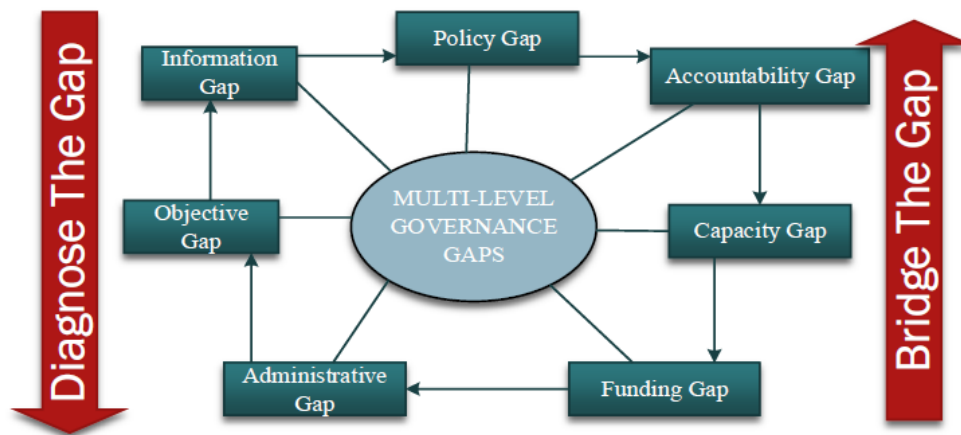 Diagnose The Gap
Information
Gap
Policy Gap
Accountability Gap
Objective
Gap
MULTI-LEVEL
GOVERNANCE
GAPS
Capacity Gap
Administrative
Gap
Funding Gap
Bridge The Gap